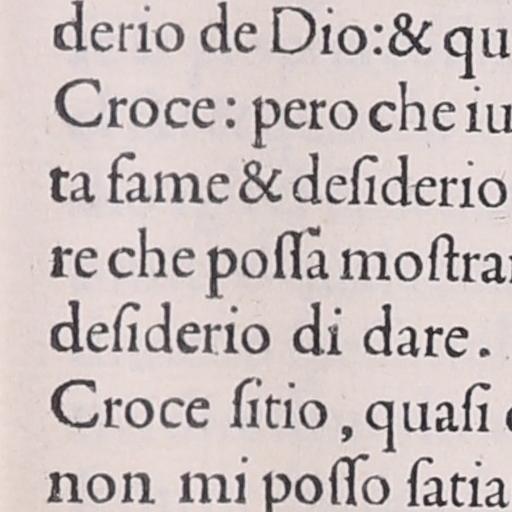 derio de Dio:& qu
Croce: pero che iu
ta fame & deſiderio
re che poſſa moſtra
deſiderio di dare.
Croce ſitio, quaſi
non mi poſſo ſatia